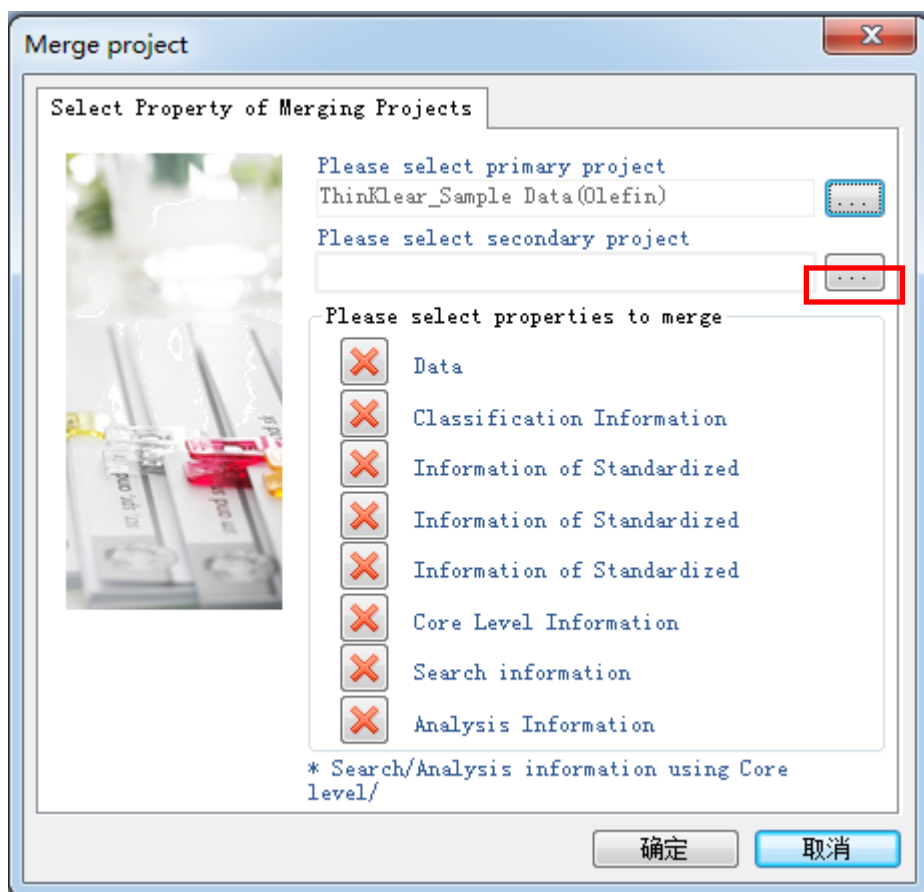 Merge project
Select Property of Merging Projects
Please select primary project
ThinKlear_Sample Data(Olefin)
...
Please select secondary project
...
Please select properties to merge
Data
Classification Information
Information of Standardized
Information of Standardized
Information of Standardized
Core Level Information
Search information
Analysis Information
* Search/Analysis information using Core
level/
确定
取消